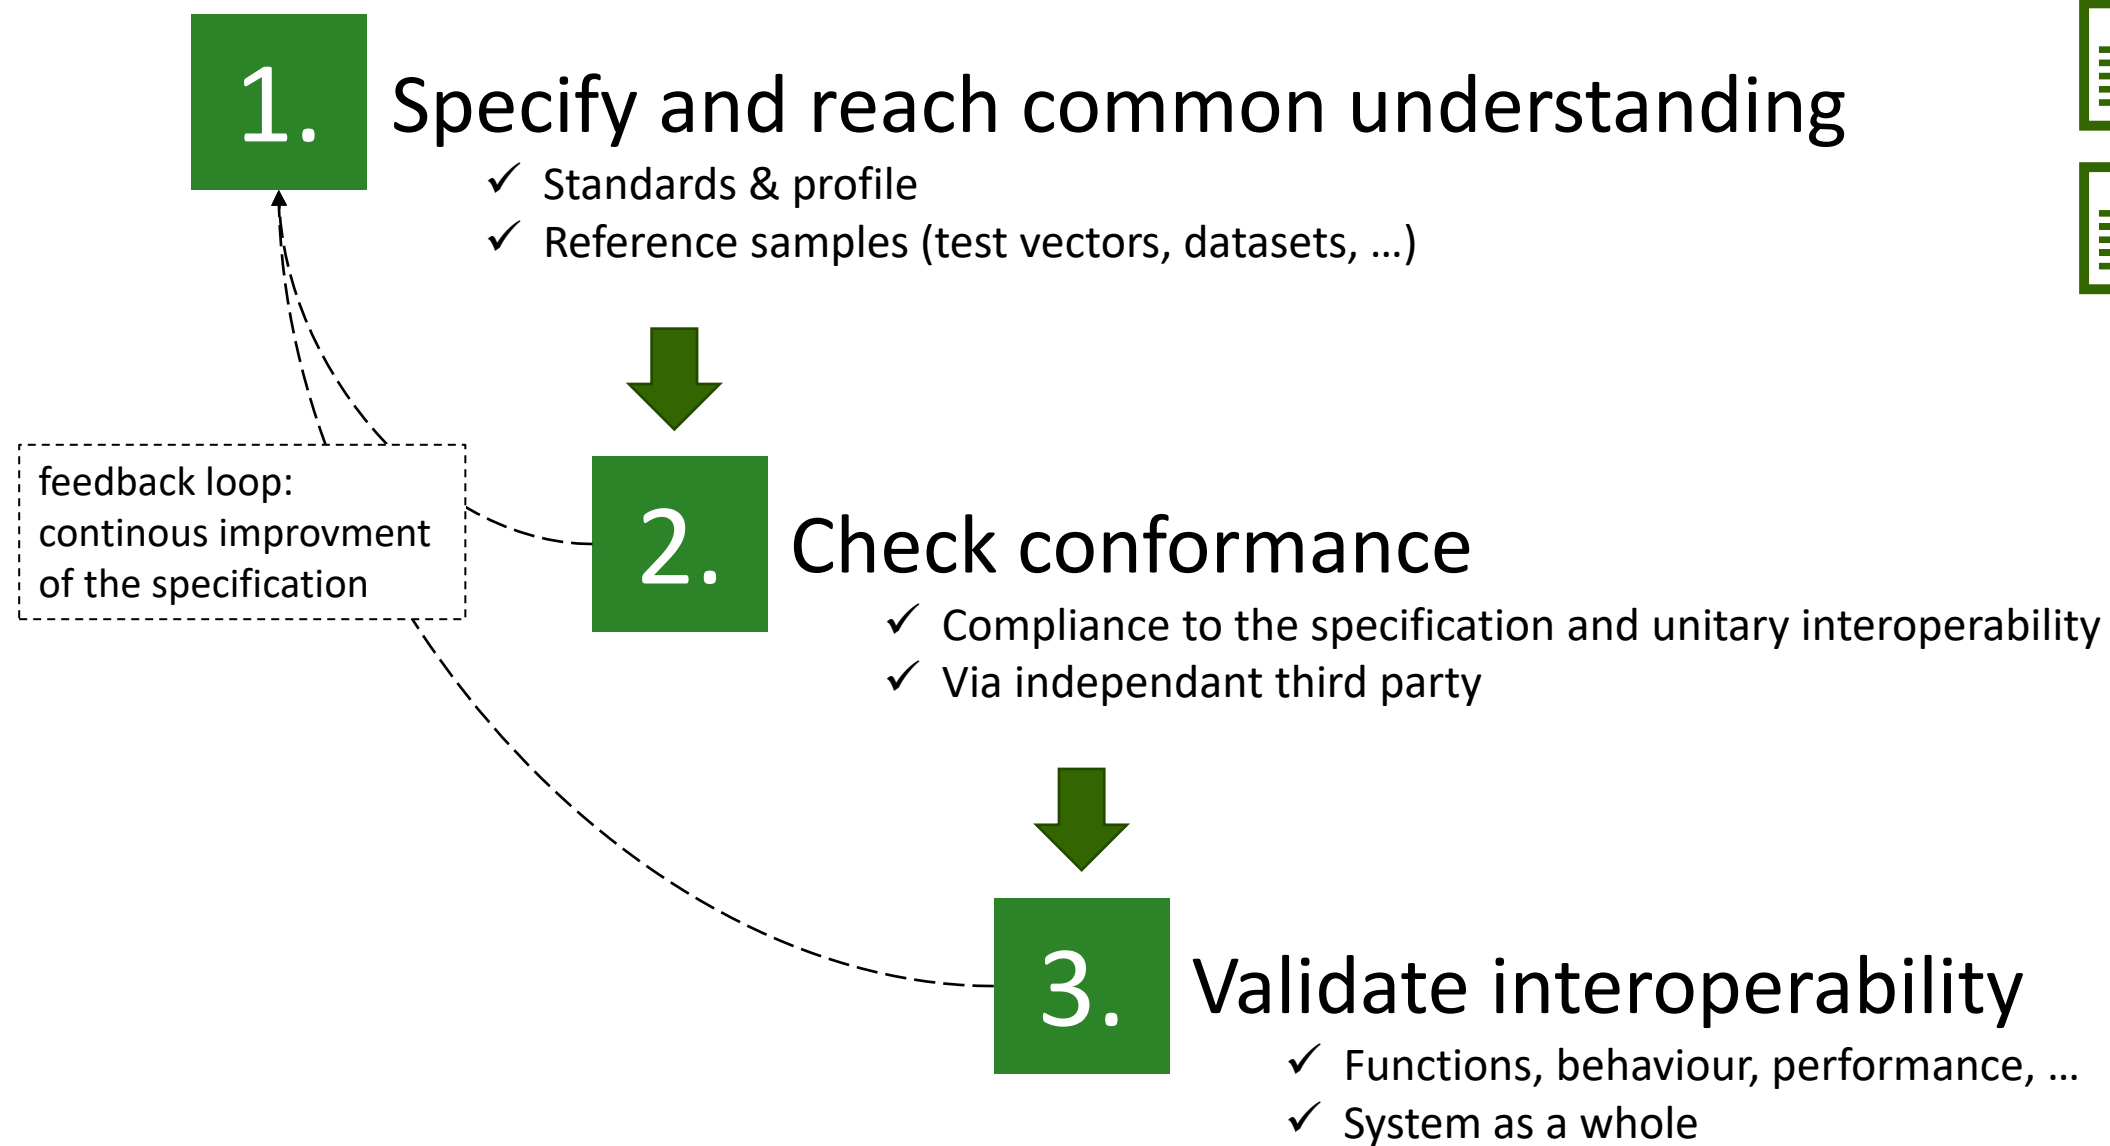 1.
Specify and reach common understanding
✓ Standards & profile
✓ Reference samples (test vectors, datasets, …)
feedback loop:
continous improvment
of the specification
2.
Check conformance
✓ Compliance to the specification and unitary interoperability
✓ Via independant third party
3.
Validate interoperability
✓ Functions, behaviour, performance, …
✓ System as a whole